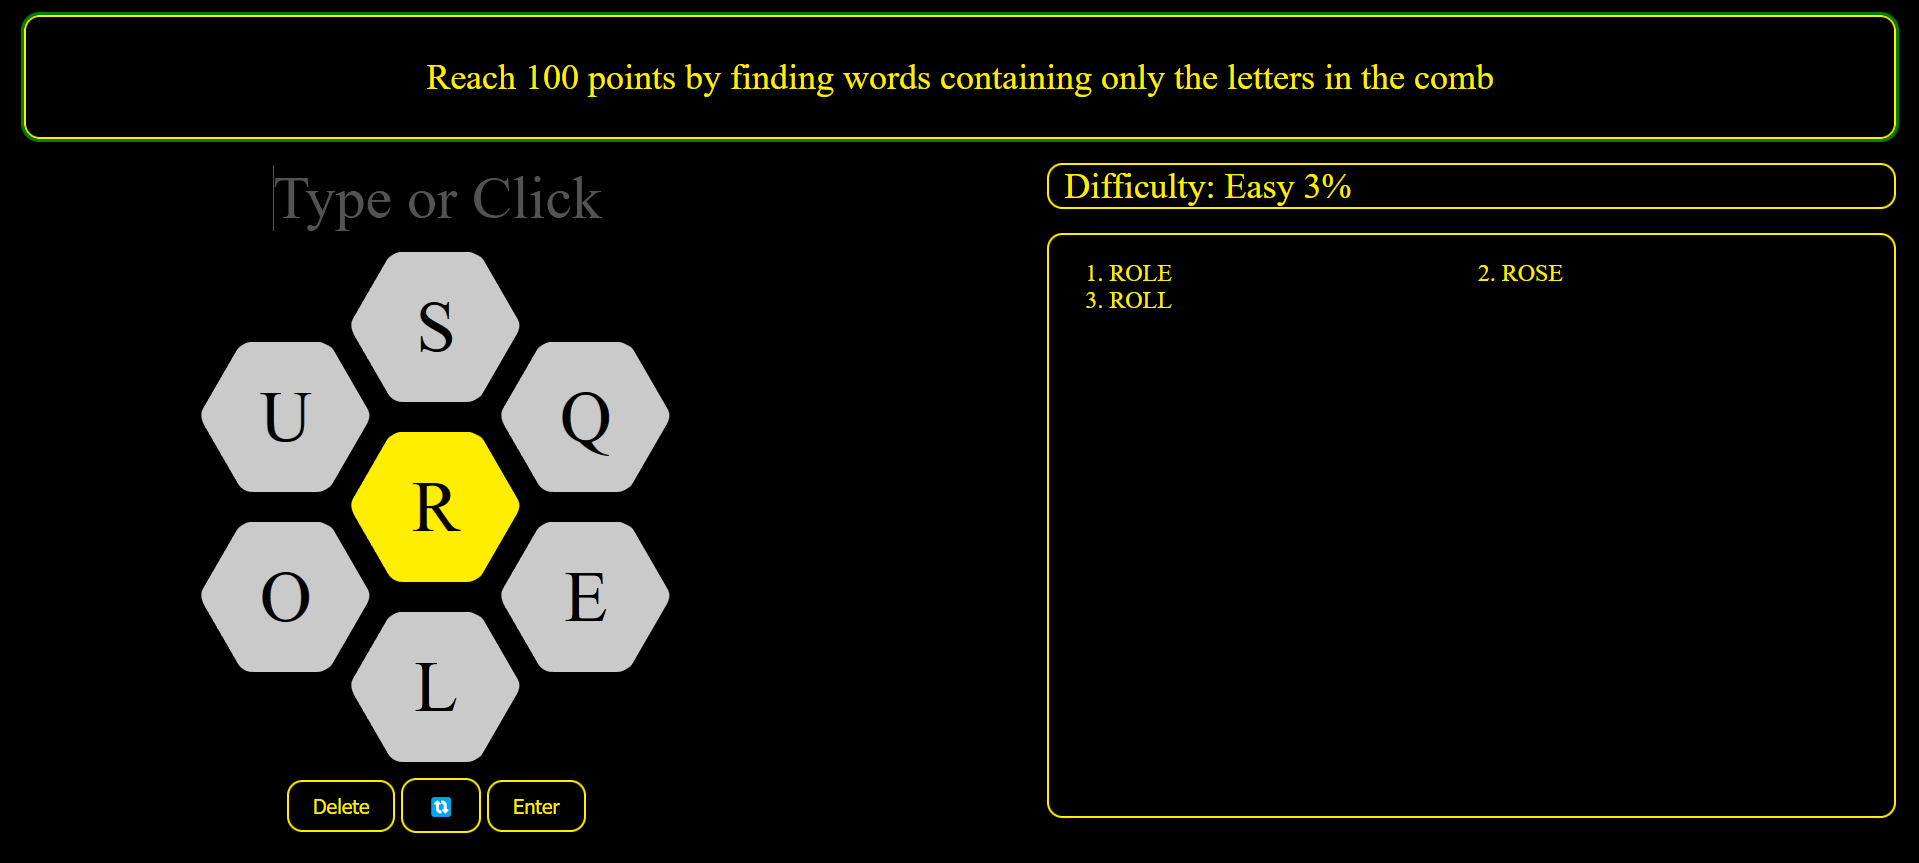 Reach 100 points by finding words containing only the letters in the comb
Type or Click
S
U
Q
R
O
E
L
Delete
Enter
Difficulty: Easy 3%
1. ROLE
2. ROSE
3. ROLL